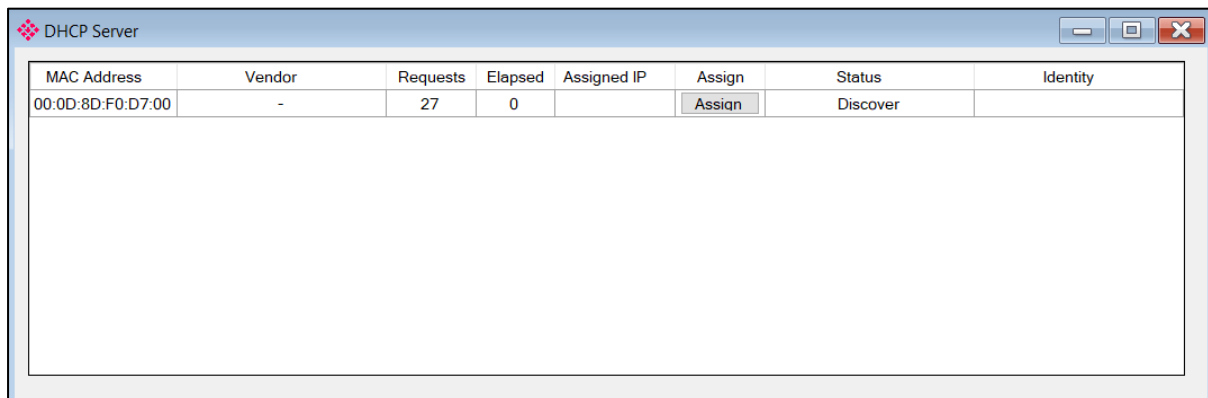 DHCP Server
MAC Address Vendor Requests Elapsed Assigned IP Assign Status Identity
00:0D:8D:F0:D7:00 - 27 0 Assign Discover